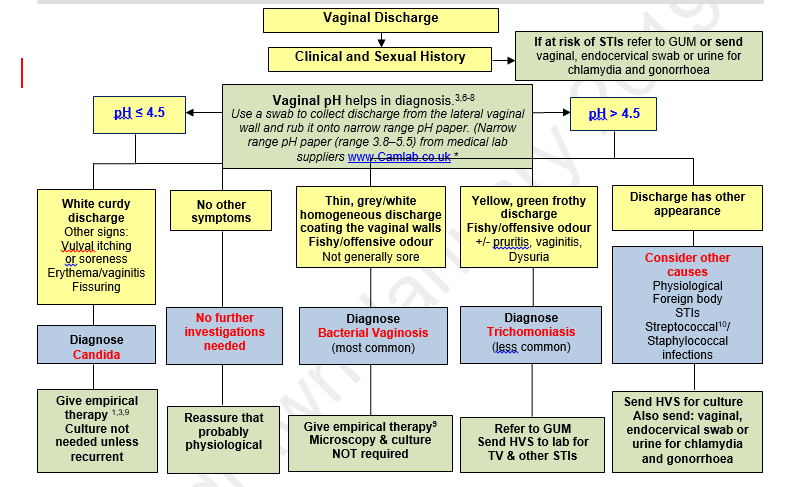 Vaginal Discharge
Clinical and Sexual History
If at risk of STIs refer to GUM or send
vaginal, endocervical swab or urine for
chlamydia and gonorrhoea
Vaginal pH helps in diagnosis.3,6-8
Use a swab to collect discharge from the lateral vaginal
wall and rub it onto narrow range pH paper. (Narrow
range pH paper (range 3.8–5.5) from medical lab
suppliers www.Camlab.co.uk *
pH ≤ 4.5
pH > 4.5
White curdy
discharge
Other signs:
Vulval itching
or soreness
Erythema/vaginitis
Fissuring
No other
symptoms
Thin, grey/white
homogeneous discharge
coating the vaginal walls
Fishy/offensive odour
Not generally sore
Yellow, green frothy
discharge
Fishy/offensive odour
+/- pruritis, vaginitis,
Dysuria
Discharge has other
appearance
Diagnose
Candida
No further
investigations
needed
Diagnose
Bacterial Vaginosis
(most common)
Diagnose
Trichomoniasis
(less common)
Consider other
causes
Physiological
Foreign body
STIs
Streptococcal10/
Staphylococcal
infections
Give empirical
therapy 1,3,9
Culture not
needed unless
recurrent
Reassure that
probably
physiological
Give empirical therapy9
Microscopy & culture
NOT required
Refer to GUM
Send HVS to lab for
TV & other STIs
Send HVS for culture
Also send: vaginal,
endocervical swab or
urine for chlamydia
and gonorrhoea